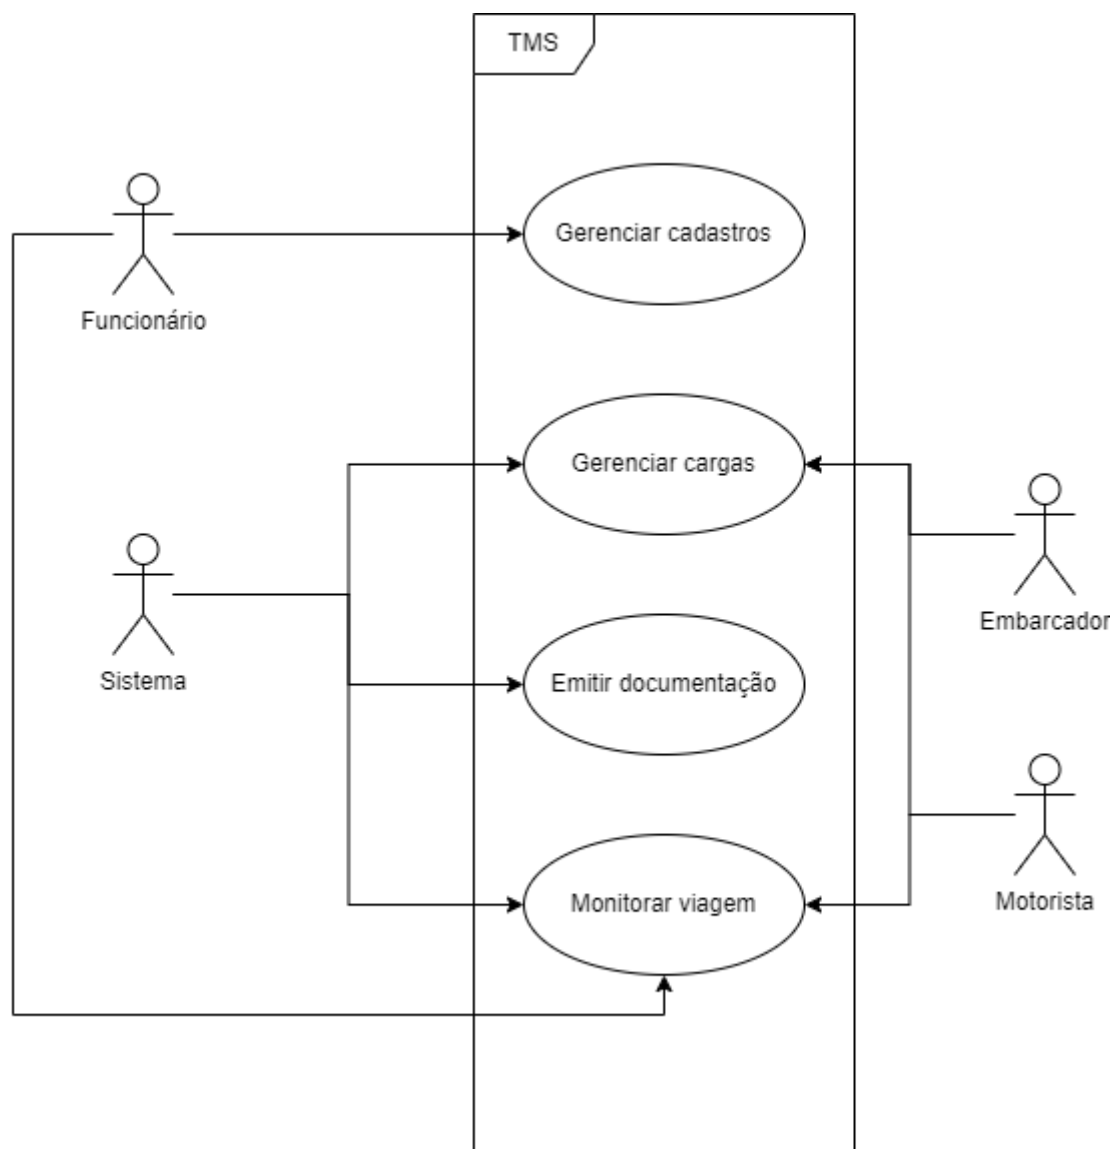 TMS
Gerenciar cadastros
Funcionário
Gerenciar cargas
Embarcador
Sistema
Emitir documentação
Monitorar viagem
Motorista